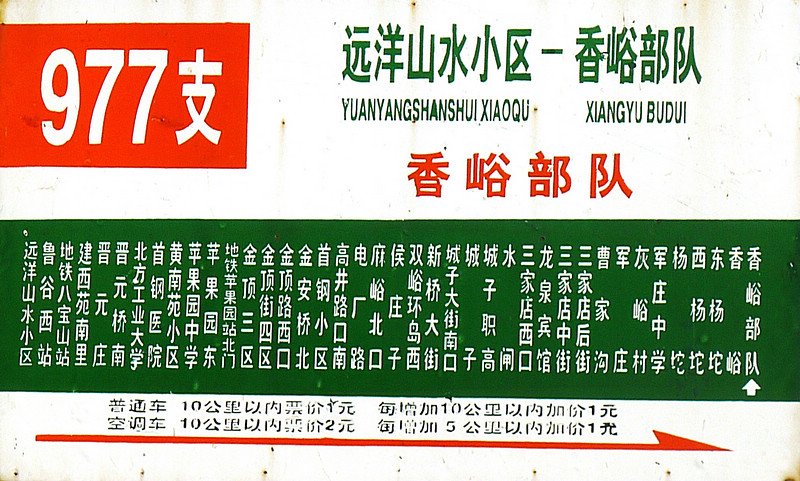 977支
远洋山水小区－香峪部队
YUANYANGSHANSHUI XIAOQU XIANGYU BUDUI
香峪部队
远洋山水小区
鲁谷西站
地铁八宝山站
建西苑南里
晋元庄
晋元桥南
北方工业大学
首钢医院
黄南苑小区
苹果园中学
苹果园东
地铁苹果园站北门
金顶三区
金顶街四区
金顶路西口
金安桥北
首钢小区
高井路口南
电厂路
麻峪北口
侯庄子
双峪环岛西
新桥大街
城子大街南口
城子
城子职高
水闸
三家店西口
龙泉宾馆
三家店中街
三家店后街
曹家沟
军庄
灰峪村
军庄中学
杨坨
西杨坨
东杨坨
香峪
香峪部队
普通车 10公里以内票价1元 每增加10公里以内加价1元
空调车 10公里以内票价2元 每增加 5 公里以内加价1元